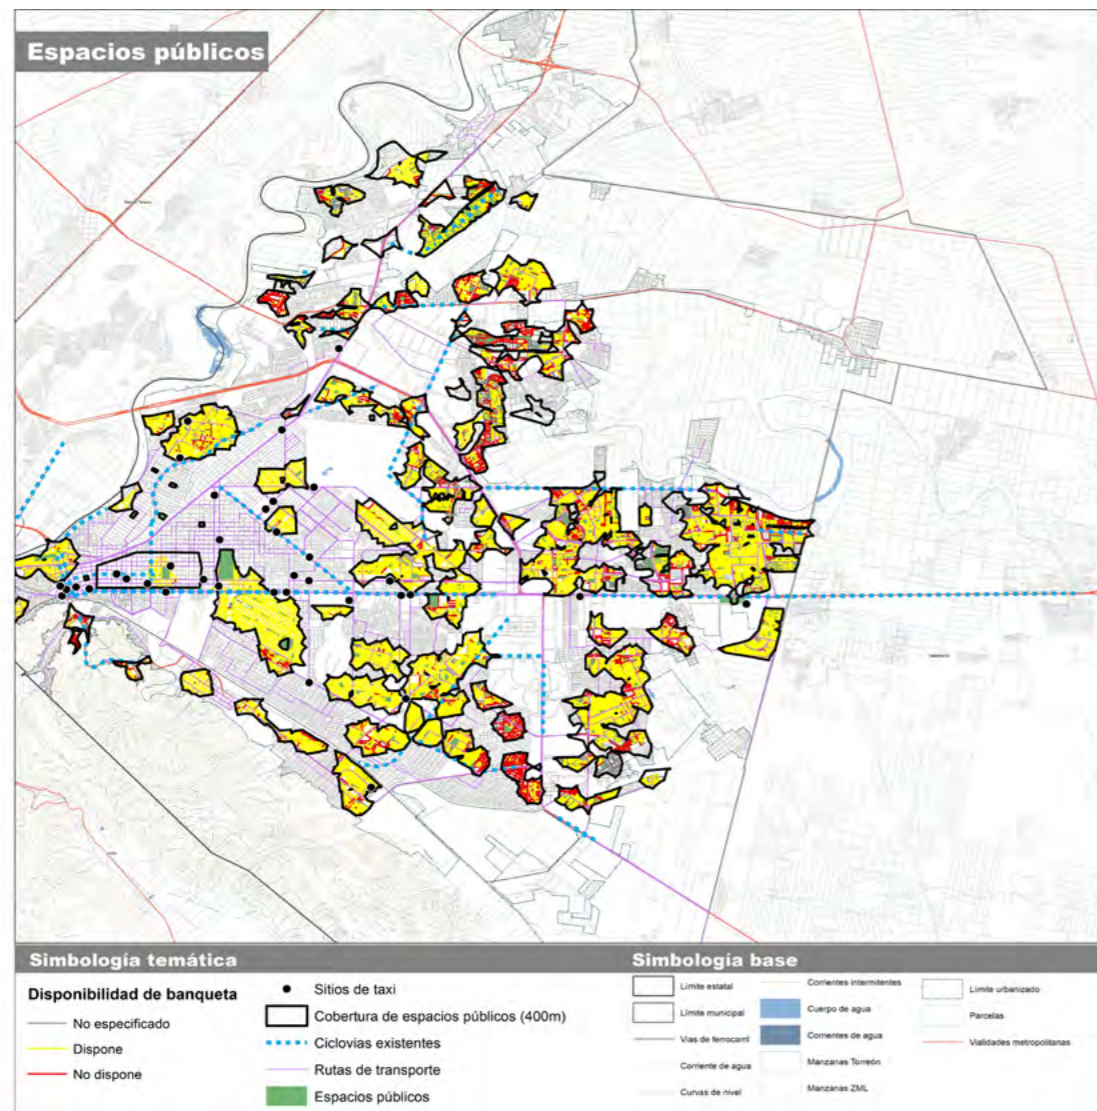 Espacios públicos
Simbología temática
Disponibilidad de banqueta
No especificado
Dispone
No dispone
Sitios de taxi
Cobertura de espacios públicos (400m)
Ciclovias existentes
Rutas de transporte
Espacios públicos
Simbología base
Límite estatal
Límite municipal
Vías de ferrocarril
Corriente de agua
Curvas de nivel
Corrientes intermitentes
Cuerpo de agua
Corrientes de agua
Manzanas Torreón
Manzanas ZML
Límite urbanizado
Parcelas
Vialidades metropolitanas